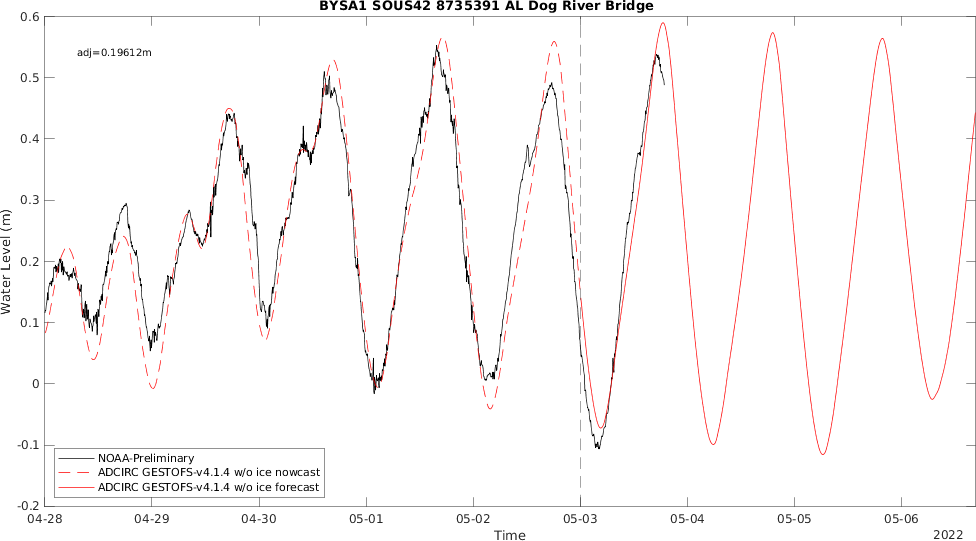 BYSA1 SOUS42 8735391 AL Dog River Bridge
adj=0.19612m
Water Level (m)
0.6
0.5
0.4
0.3
0.2
0.1
0
-0.1
-0.2
NOAA-Preliminary
ADCIRC GESTOFS-v4.1.4 w/o ice nowcast
ADCIRC GESTOFS-v4.1.4 w/o ice forecast
04-28 04-29 04-30 05-01 05-02 05-03 05-04 05-05 05-06
Time
2022